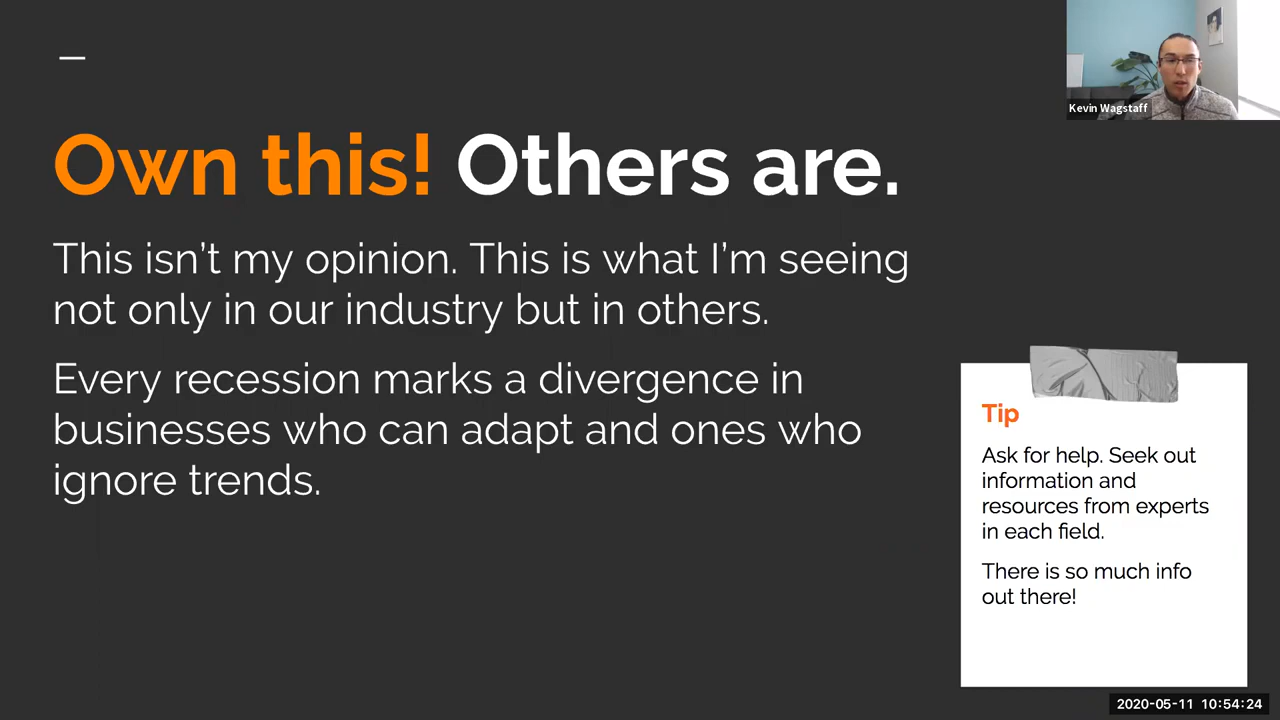 Kevin Wagstaff
Own this! Others are.
This isn’t my opinion. This is what I’m seeing
not only in our industry but in others.
Every recession marks a divergence in
businesses who can adapt and ones who
ignore trends.
Tip
Ask for help. Seek out
information and
resources from experts
in each field.
There is so much info
out there!
2020-05-11 10:54:24